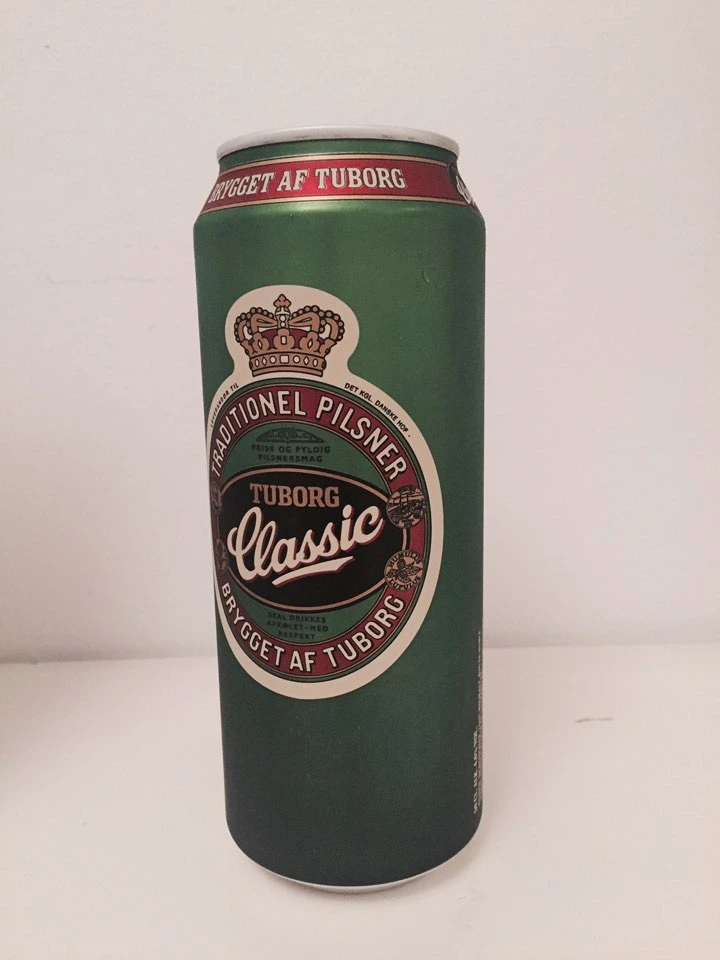 BRYGGET AF TUBORG
DET KGL. DANSKE HOF
TRADITIONEL PILSNER
FRISK OG FYLDIG
PILSNERSMAG
TUBORG
Classic
SKAL DRIKKES
AFKØLET-MED
RESPEKT
BRYGGET AF TUBORG